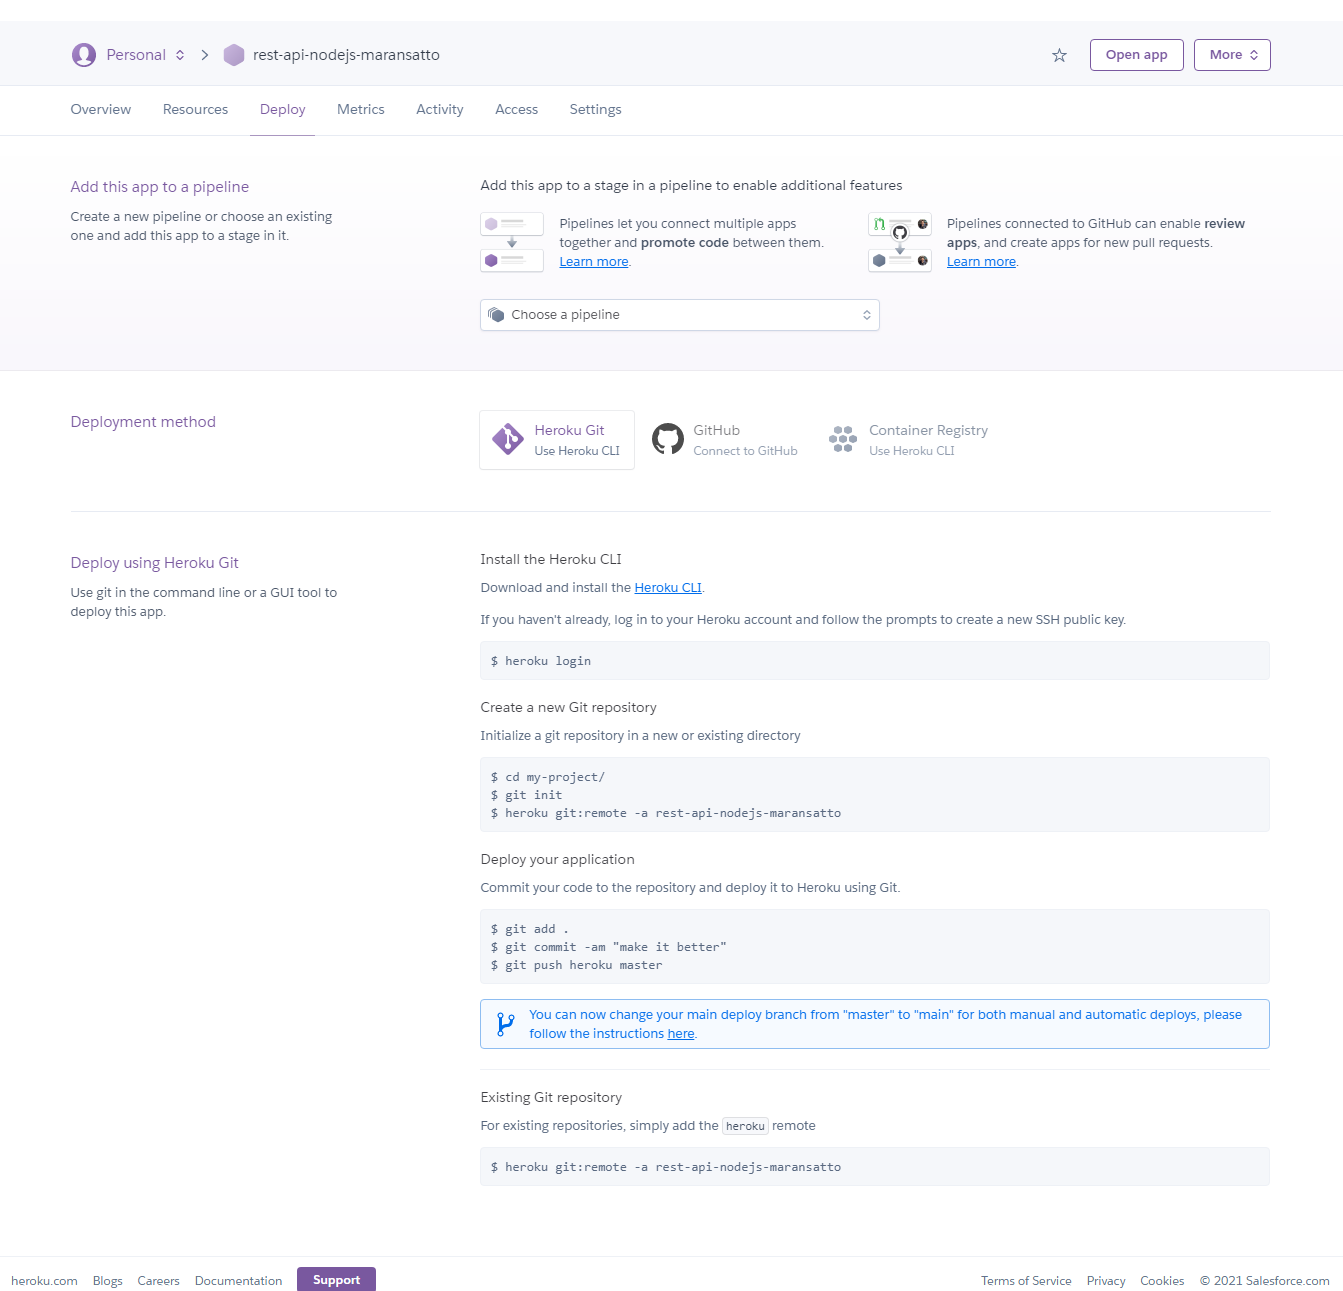 Personal
rest-api-nodejs-maransatto
Open app
More
Overview
Resources
Deploy
Metrics
Activity
Access
Settings
Add this app to a pipeline
Create a new pipeline or choose an existing
one and add this app to a stage in it.
Add this app to a stage in a pipeline to enable additional features
Pipelines let you connect multiple apps
together and promote code between them.
Learn more.
Pipelines connected to GitHub can enable review
apps, and create apps for new pull requests.
Learn more.
Choose a pipeline
Deployment method
Heroku Git
Use Heroku CLI
GitHub
Connect to GitHub
Container Registry
Use Heroku CLI
Deploy using Heroku Git
Use git in the command line or a GUI tool to
deploy this app.
Install the Heroku CLI
Download and install the Heroku CLI.
If you haven't already, log in to your Heroku account and follow the prompts to create a new SSH public key.
$ heroku login
Create a new Git repository
Initialize a git repository in a new or existing directory
$ cd my-project/
$ git init
$ heroku git:remote -a rest-api-nodejs-maransatto
Deploy your application
Commit your code to the repository and deploy it to Heroku using Git.
$ git add .
$ git commit -am "make it better"
$ git push heroku master
You can now change your main deploy branch from "master" to "main" for both manual and automatic deploys, please
follow the instructions here.
Existing Git repository
For existing repositories, simply add the heroku remote
$ heroku git:remote -a rest-api-nodejs-maransatto
heroku.com
Blogs
Careers
Documentation
Support
Terms of Service
Privacy
Cookies
© 2021 Salesforce.com